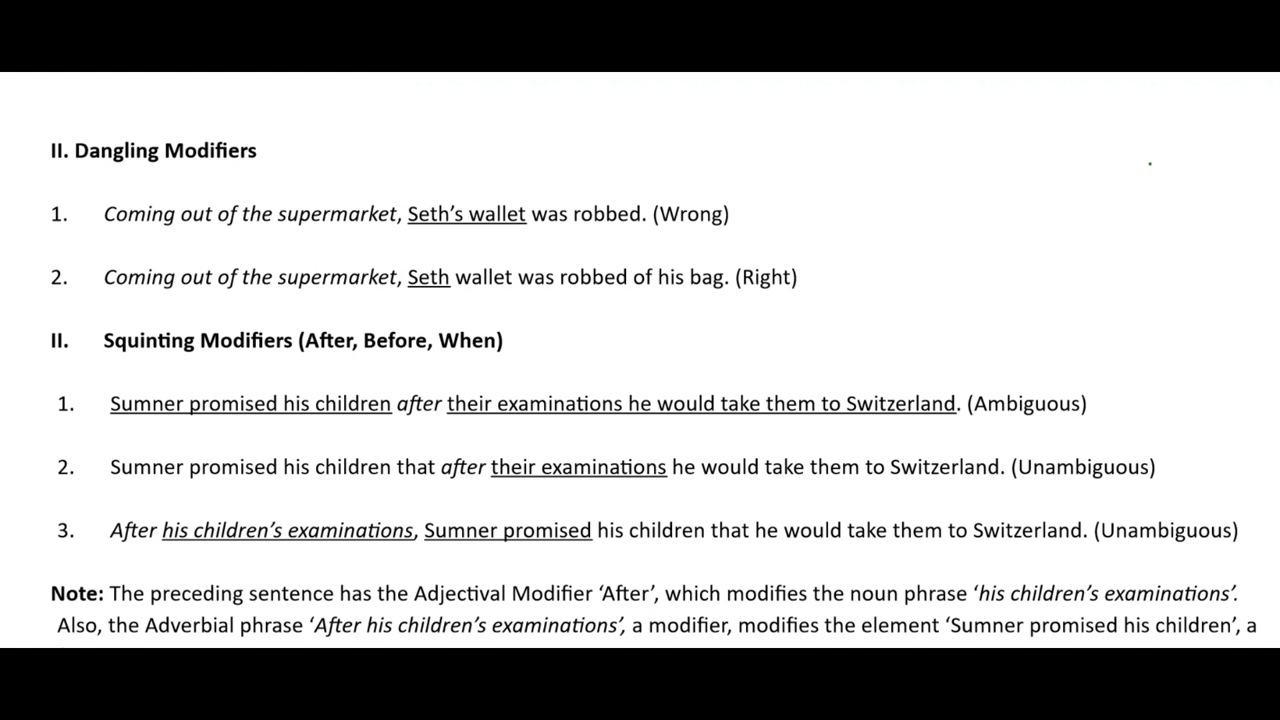 II. Dangling Modifiers
1. Coming out of the supermarket, Seth’s wallet was robbed. (Wrong)
2. Coming out of the supermarket, Seth wallet was robbed of his bag. (Right)
II. Squinting Modifiers (After, Before, When)
1. Sumner promised his children after their examinations he would take them to Switzerland. (Ambiguous)
2. Sumner promised his children that after their examinations he would take them to Switzerland. (Unambiguous)
3. After his children’s examinations, Sumner promised his children that he would take them to Switzerland. (Unambiguous)
Note: The preceding sentence has the Adjectival Modifier ‘After’, which modifies the noun phrase ‘his children’s examinations’.
Also, the Adverbial phrase ‘After his children’s examinations’, a modifier, modifies the element ‘Sumner promised his children’, a